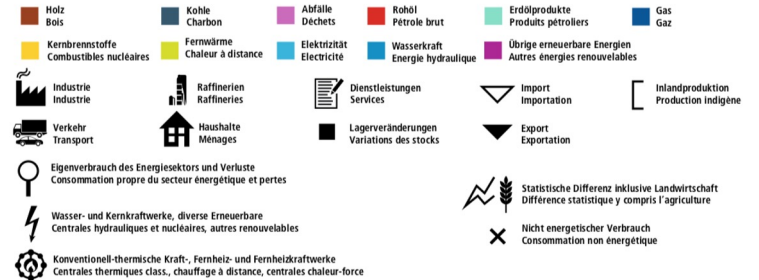 Holz
Bois
Kohle
Charbon
Abfälle
Déchets
Rohöl
Pétrole brut
Erdölprodukte
Produits pétroliers
Gas
Gaz
Kernbrennstoffe
Combustibles nucléaires
Fernwärme
Chaleur à distance
Elektrizität
Electricité
Wasserkraft
Energie hydraulique
Übrige erneuerbare Energien
Autres énergies renouvelables
Industrie
Industrie
Raffinerien
Raffineries
Dienstleistungen
Services
Import
Importation
Inlandproduktion
Production indigène
Verkehr
Transport
Haushalte
Ménages
Lagerveränderungen
Variations des stocks
Export
Exportation
Eigenverbrauch des Energiesektors und Verluste
Consommation propre du secteur énergétique et pertes
Statistische Differenz inklusive Landwirtschaft
Différence statistique y compris l'agriculture
Wasser- und Kernkraftwerke, diverse Erneuerbare
Centrales hydrauliques et nucléaires, autres renouvelables
Nicht energetischer Verbrauch
Consommation non énergétique
Konventionell-thermische Kraft-, Fernheiz- und Fernheizkraftwerke
Centrales thermiques class., chauffage à distance, centrales chaleur-force